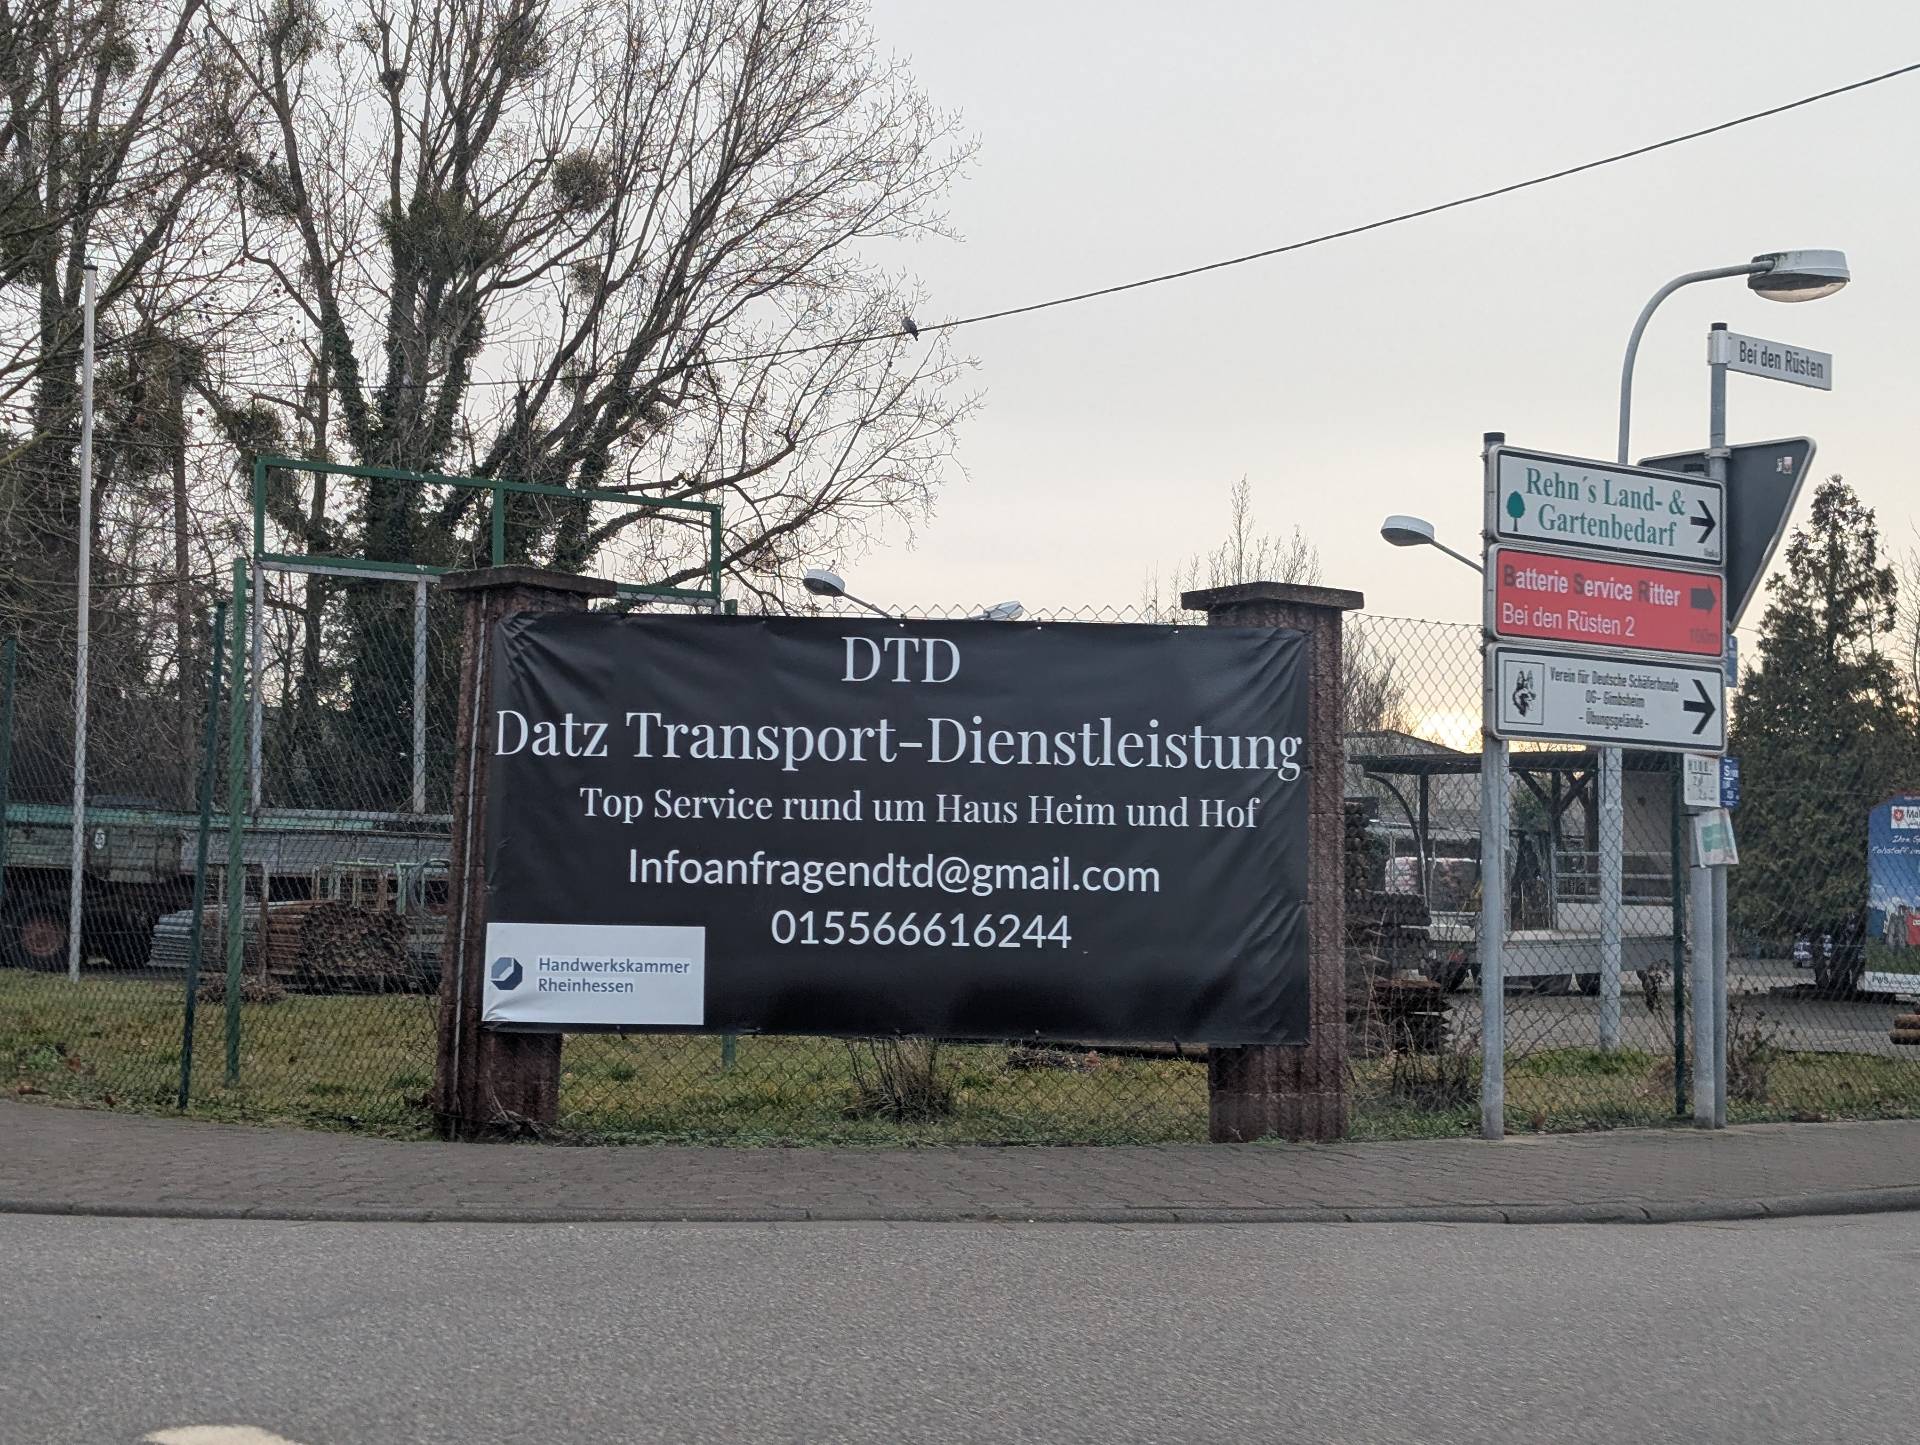 DTD
Datz Transport-Dienstleistung
Top Service rund um Haus Heim und Hof
Infoanfragendtd@gmail.com
015566616244
Handwerkskammer
Rheinhessen
Bei den Rüsten
Rehn´s Land- &
Gartenbedarf
Batterie Service Ritter
Bei den Rüsten 2
100m
Verein für Deutsche Schäferhunde
OG- Gimbsheim
- Übungsgelände -